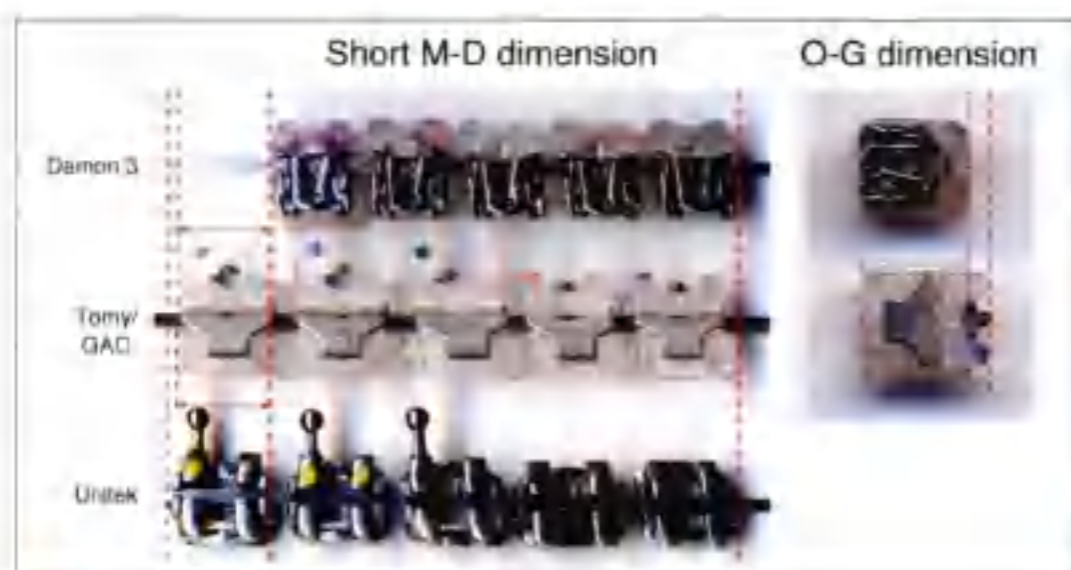 Short M-D dimension
O-G dimension
Damon 3
Tomy/
GAC
Unitek